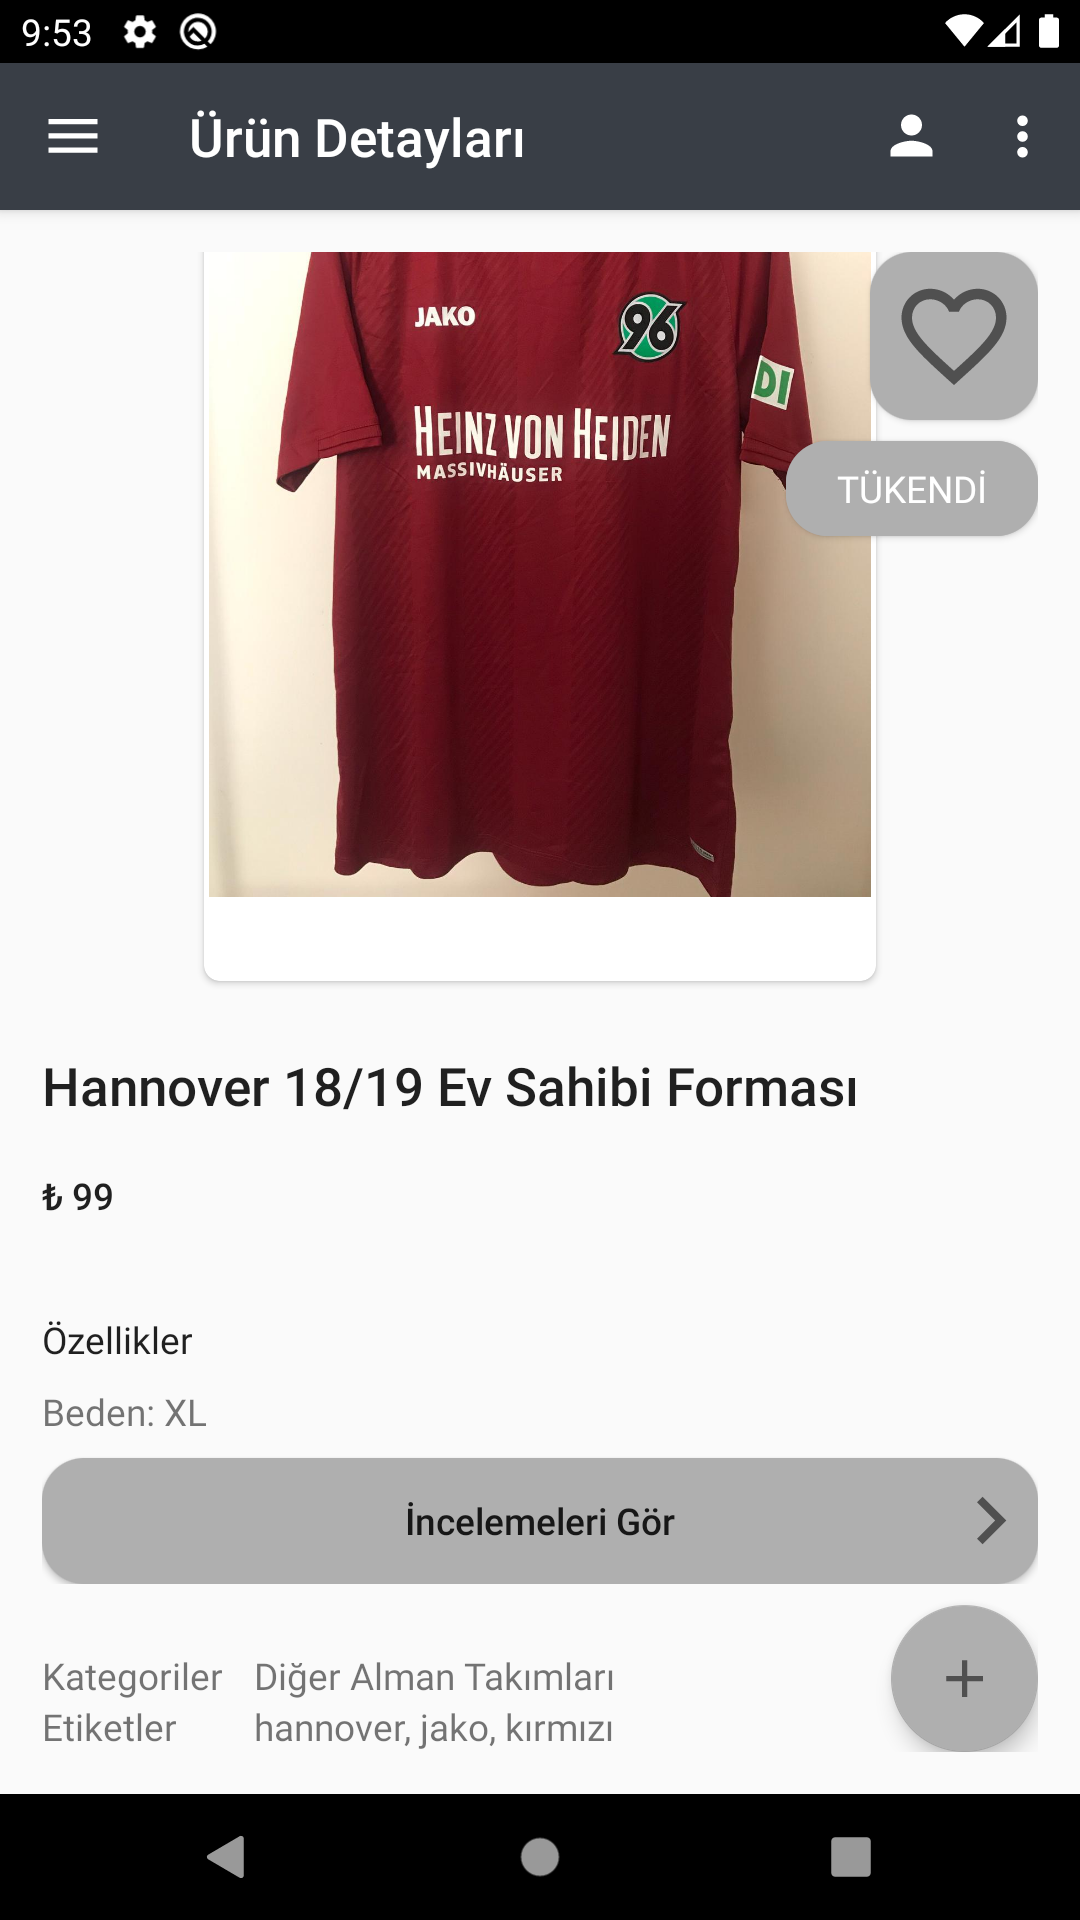 9:53
Ürün Detayları
JAKO
96
DI
HEINZ VON HEIDEN
MASSIVHÄUSER
TÜKENDİ
Hannover 18/19 Ev Sahibi Forması
₺ 99
Özellikler
Beden: XL
İncelemeleri Gör
Kategoriler Diğer Alman Takımları
Etiketler hannover, jako, kırmızı